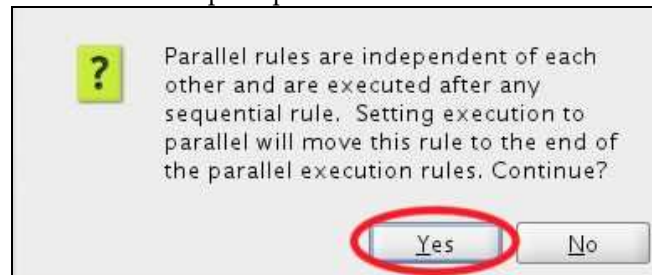 ?
Parallel rules are independent of each
other and are executed after any
sequential rule. Setting execution to
parallel will move this rule to the end of
the parallel execution rules. Continue?
Yes No